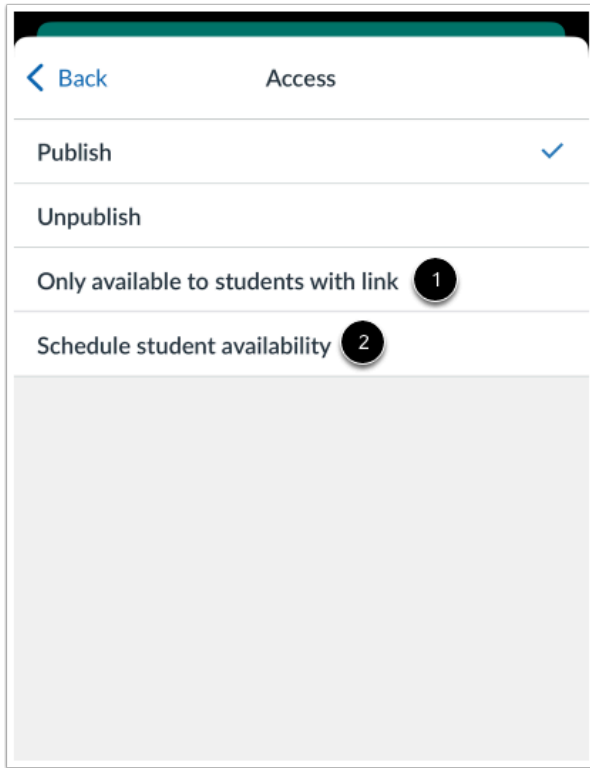 Back Access
Publish
Unpublish
Only available to students with link 1
Schedule student availability 2